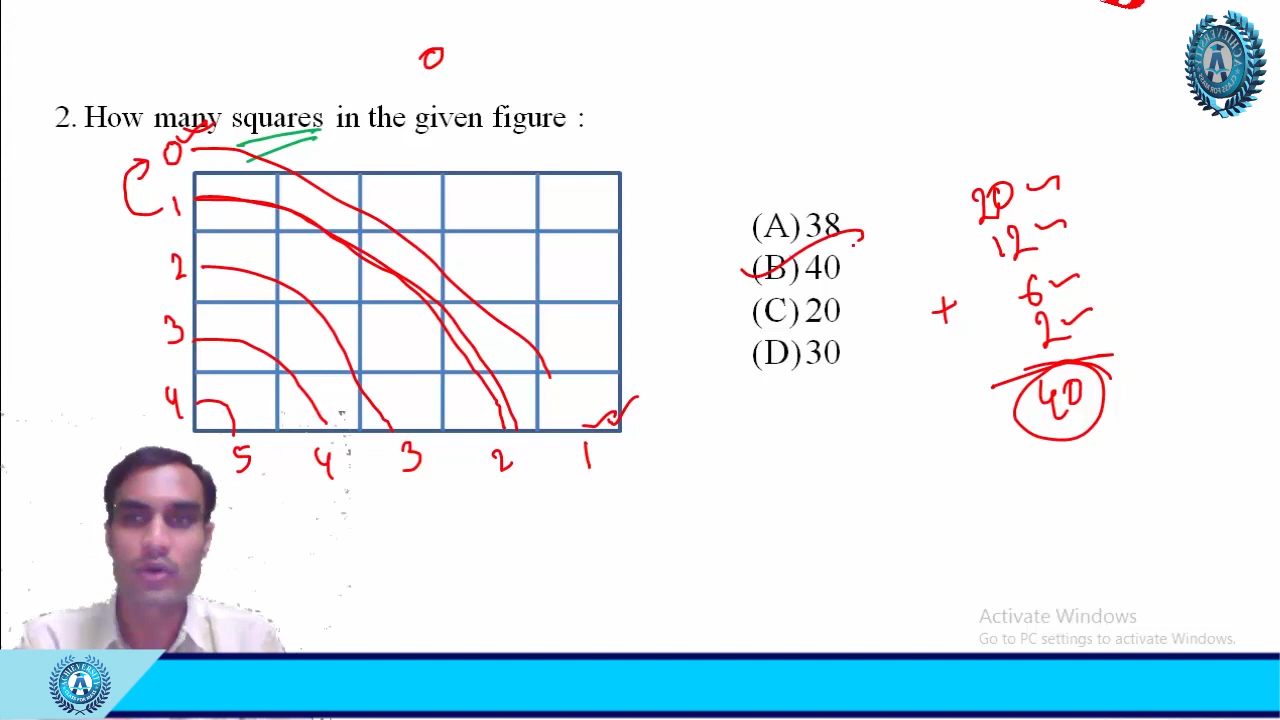 0
2. How many squares in the given figure :
0
1
2
3
4
5 4 3 2 1
(A) 38
(B) 40
(C) 20
(D) 30
20
12
6
+ 2
40
Activate Windows
Go to PC settings to activate Windows.
A